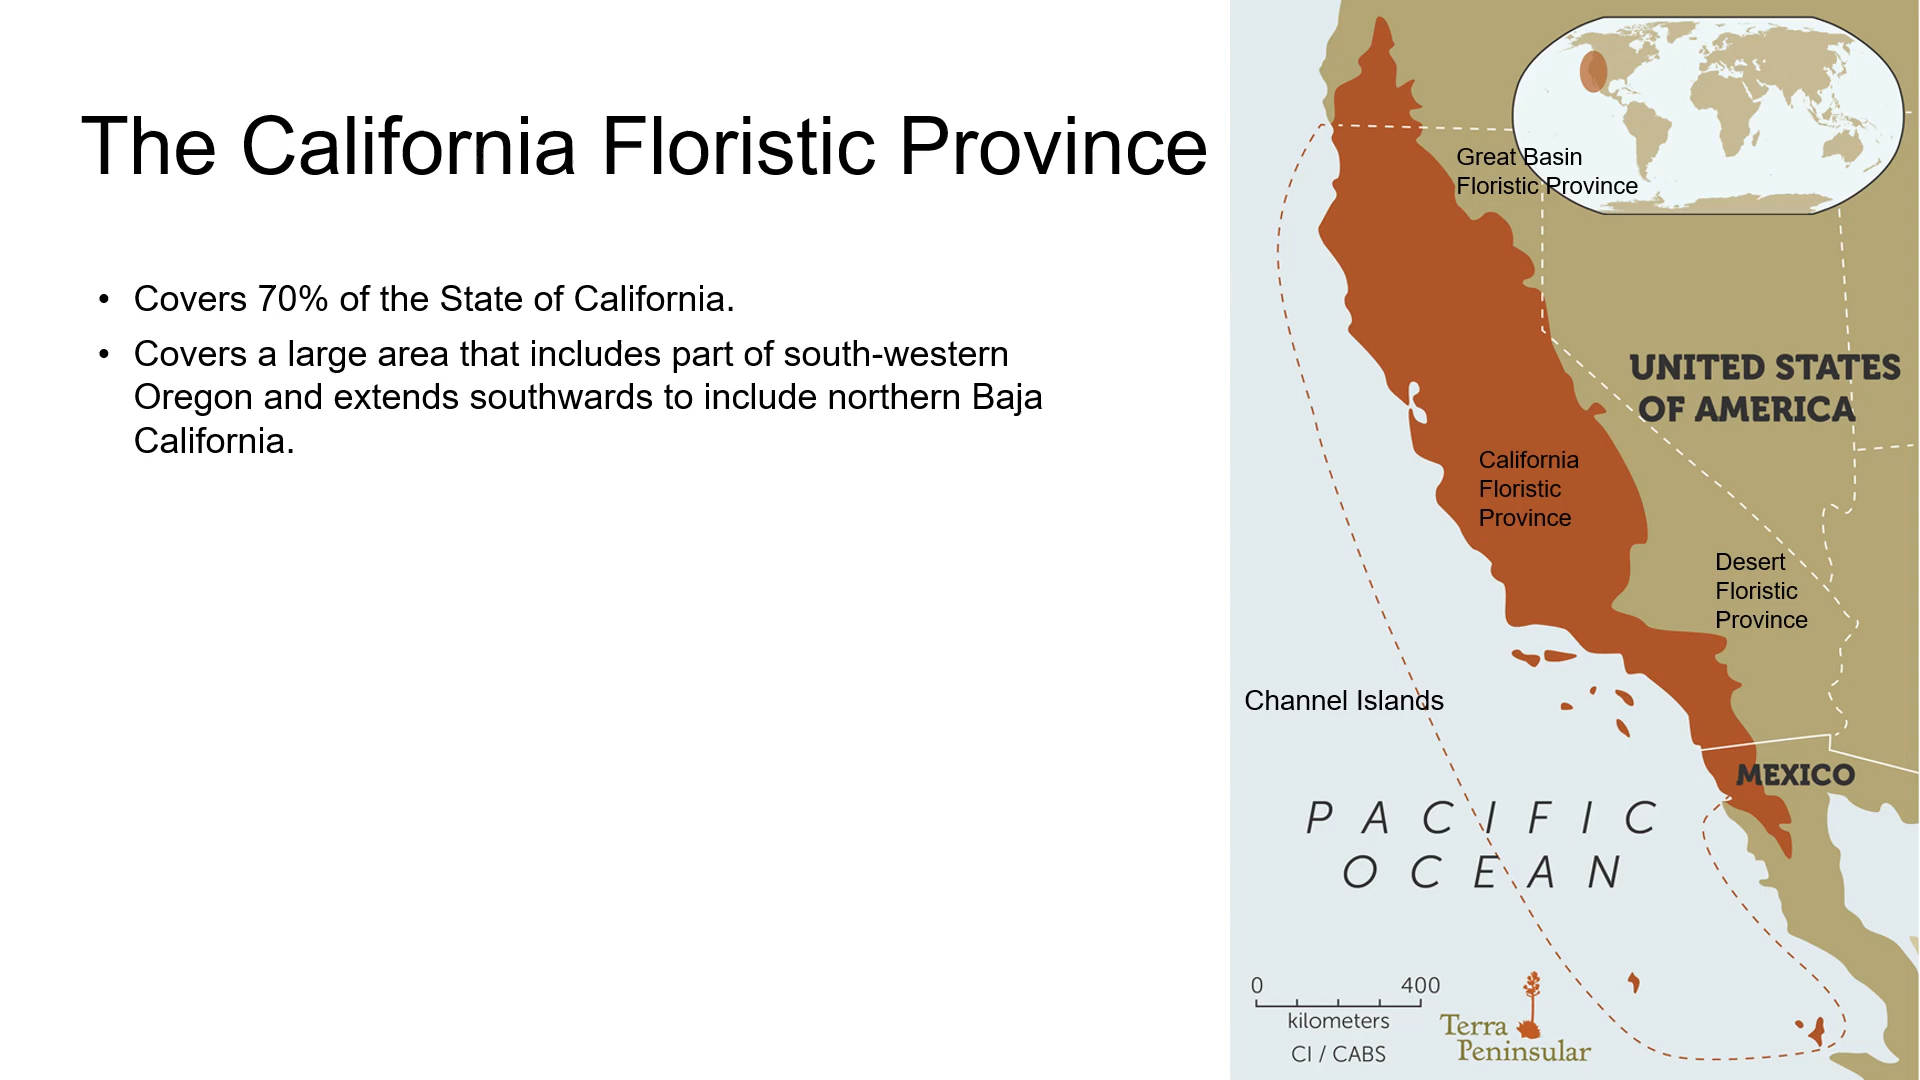 The California Floristic Province
• Covers 70% of the State of California.
• Covers a large area that includes part of south-western
Oregon and extends southwards to include northern Baja
California.
Great Basin
Floristic Province
UNITED STATES
OF AMERICA
California
Floristic
Province
Desert
Floristic
Province
Channel Islands
MEXICO
PACIFIC
OCEAN
0 400
kilometers
CI / CABS
Terra
Peninsular